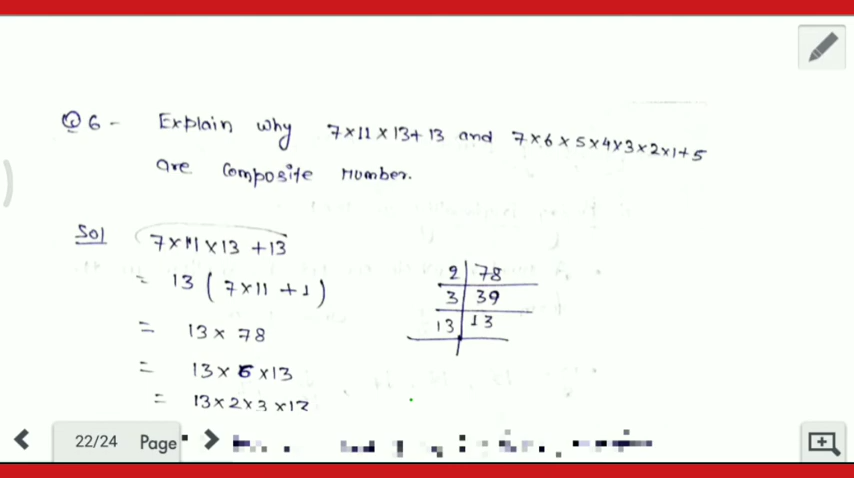 Q6- Explain why 7×11×13+13 and 7×6×5×4×3×2×1+5
are composite number.
Sol 7×11×13 +13
= 13 ( 7×11 +1 )
= 13 × 78
= 13 × 6 × 13
= 13×2×3×13
2 | 78
3 | 39
13 | 13
22/24 Page